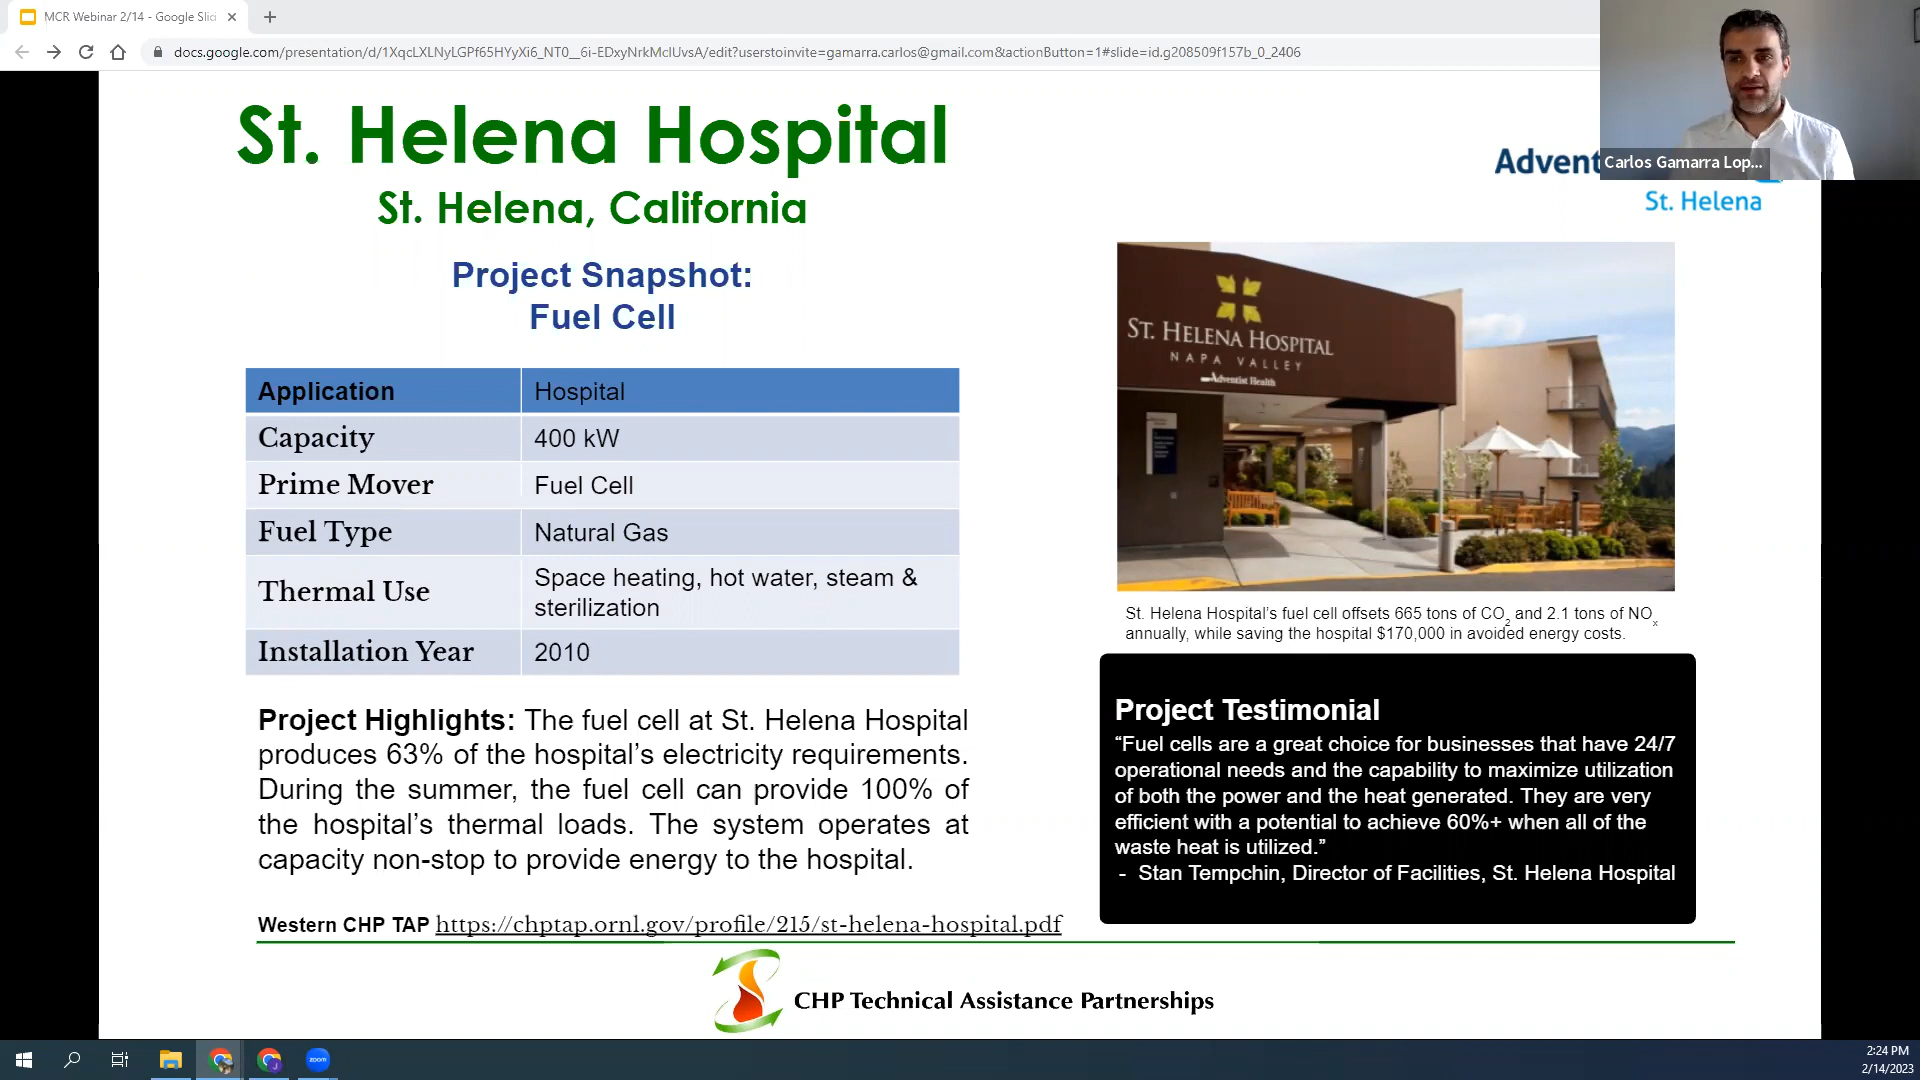 MCR Webinar 2/14 - Google Slid
docs.google.com/presentation/d/1XqcLXLNyLGPf65HYyXi6_NT0__6i-EDxyNrkMclUvsA/edit?userstoinvite=gamarra.carlos@gmail.com&actionButton=1#slide=id.g208509f157b_0_2406
Carlos Gamarra Lop...
St. Helena Hospital
St. Helena, California
Advent
St. Helena
Project Snapshot:
Fuel Cell
Application Hospital
Capacity 400 kW
Prime Mover Fuel Cell
Fuel Type Natural Gas
Thermal Use Space heating, hot water, steam &
sterilization
Installation Year 2010
ST. HELENA HOSPITAL
NAPA VALLEY
Adventist Health
St. Helena Hospital's fuel cell offsets 665 tons of CO2 and 2.1 tons of NOx
annually, while saving the hospital $170,000 in avoided energy costs.
Project Highlights: The fuel cell at St. Helena Hospital
produces 63% of the hospital's electricity requirements.
During the summer, the fuel cell can provide 100% of
the hospital's thermal loads. The system operates at
capacity non-stop to provide energy to the hospital.
Project Testimonial
“Fuel cells are a great choice for businesses that have 24/7
operational needs and the capability to maximize utilization
of both the power and the heat generated. They are very
efficient with a potential to achieve 60%+ when all of the
waste heat is utilized.”
- Stan Tempchin, Director of Facilities, St. Helena Hospital
Western CHP TAP https://chptap.ornl.gov/profile/215/st-helena-hospital.pdf
CHP Technical Assistance Partnerships
zoom
2:24 PM
2/14/2023